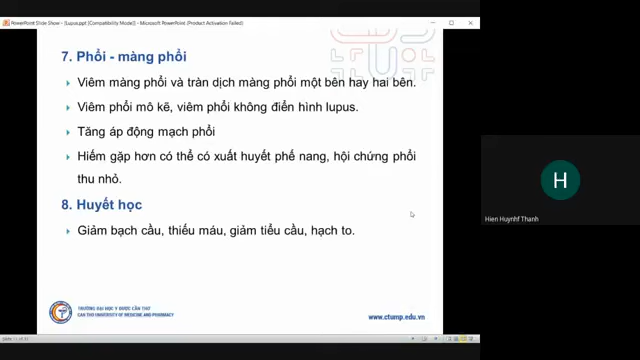 PowerPoint Slide Show - [Lupus.ppt [Compatibility Mode]] - Microsoft PowerPoint (Product Activation Failed)
7. Phổi - màng phổi
Viêm màng phổi và tràn dịch màng phổi một bên hay hai bên.
Viêm phổi mô kẽ, viêm phổi không điển hình lupus.
Tăng áp động mạch phổi
Hiếm gặp hơn có thể có xuất huyết phế nang, hội chứng phổi
thu nhỏ.
8. Huyết học
Giảm bạch cầu, thiếu máu, giảm tiểu cầu, hạch to.
TRƯỜNG ĐẠI HỌC Y DƯỢC CẦN THƠ
CAN THO UNIVERSITY OF MEDICINE AND PHARMACY
www.ctump.edu.vn
H
Hien Huynhf Thanh